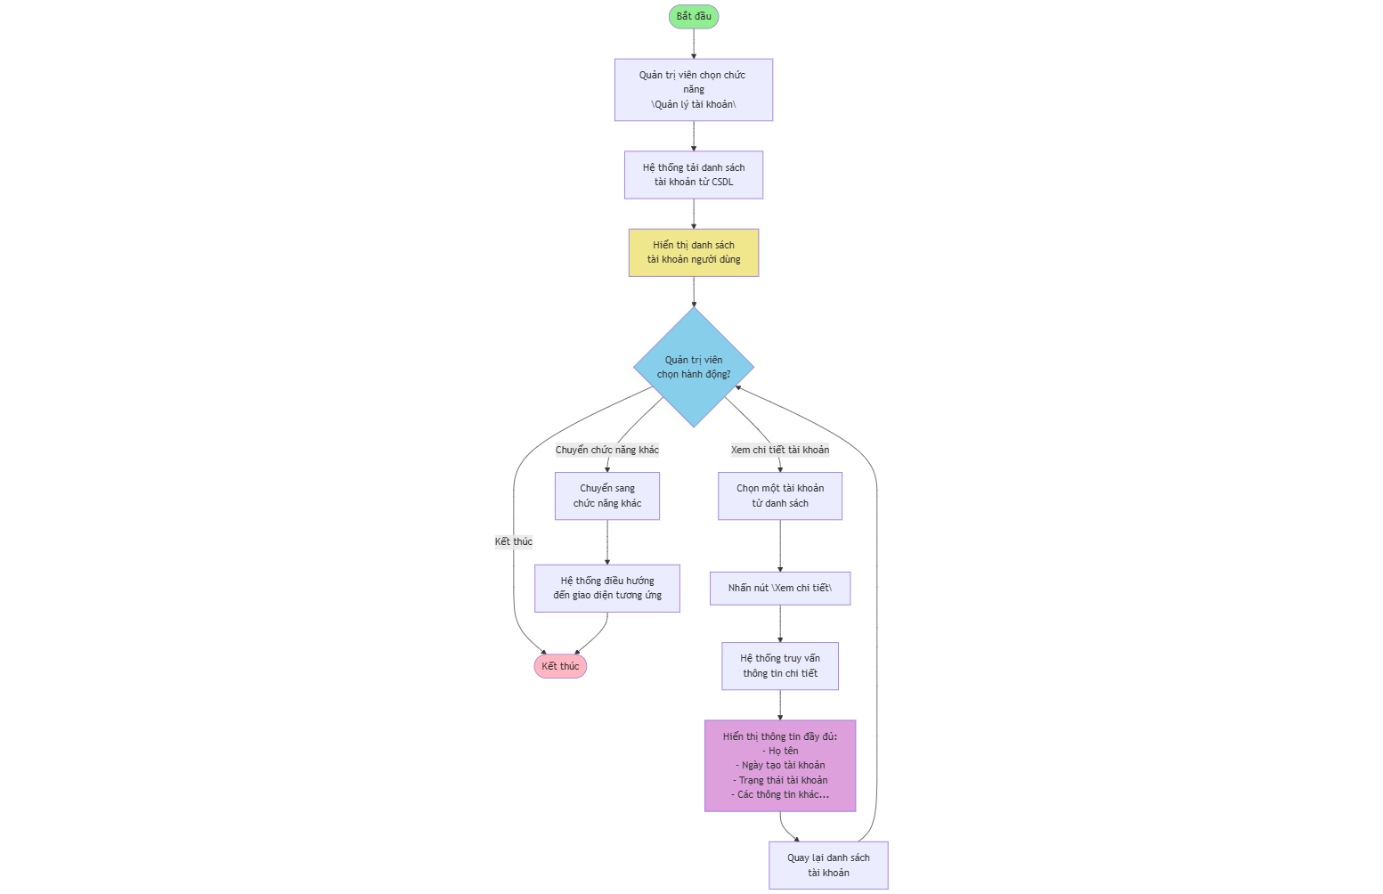 Bắt đầu
Quản trị viên chọn chức
năng
\Quản lý tài khoản\
Hệ thống tải danh sách
tài khoản từ CSDL
Hiển thị danh sách
tài khoản người dùng
Quản trị viên
chọn hành động?
Chuyển chức năng khác
Xem chi tiết tài khoản
Chuyển sang
chức năng khác
Chọn một tài khoản
từ danh sách
Kết thúc
Hệ thống điều hướng
đến giao diện tương ứng
Nhấn nút \Xem chi tiết\
Kết thúc
Hệ thống truy vấn
thông tin chi tiết
Hiển thị thông tin đầy đủ:
- Họ tên
- Ngày tạo tài khoản
- Trạng thái tài khoản
- Các thông tin khác...
Quay lại danh sách
tài khoản